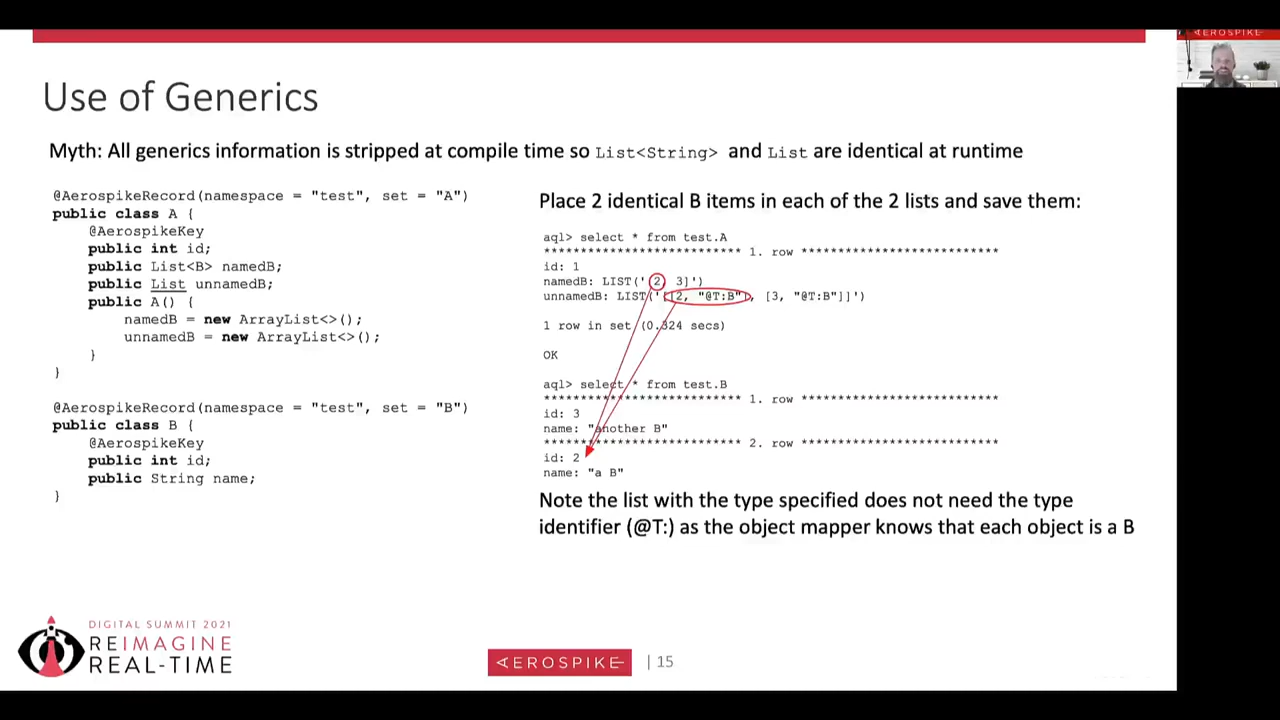 AEROSPIKE
Use of Generics
Myth: All generics information is stripped at compile time so List<String> and List are identical at runtime
@AerospikeRecord(namespace = "test", set = "A")
public class A {
@AerospikeKey
public int id;
public List<B> namedB;
public List unnamedB;
public A() {
namedB = new ArrayList<>();
unnamedB = new ArrayList<>();
}
}
@AerospikeRecord(namespace = "test", set = "B")
public class B {
@AerospikeKey
public int id;
public String name;
}
Place 2 identical B items in each of the 2 lists and save them:
aql> select * from test.A
*************************** 1. row ***************************
id: 1
namedB: LIST('[2, 3]')
unnamedB: LIST('[[2, "@T:B"], [3, "@T:B"]]')
1 row in set (0.324 secs)
OK
aql> select * from test.B
*************************** 1. row ***************************
id: 3
name: "another B"
*************************** 2. row ***************************
id: 2
name: "a B"
Note the list with the type specified does not need the type
identifier (@T:) as the object mapper knows that each object is a B
DIGITAL SUMMIT 2021
REIMAGINE
REAL-TIME
AEROSPIKE
| 15